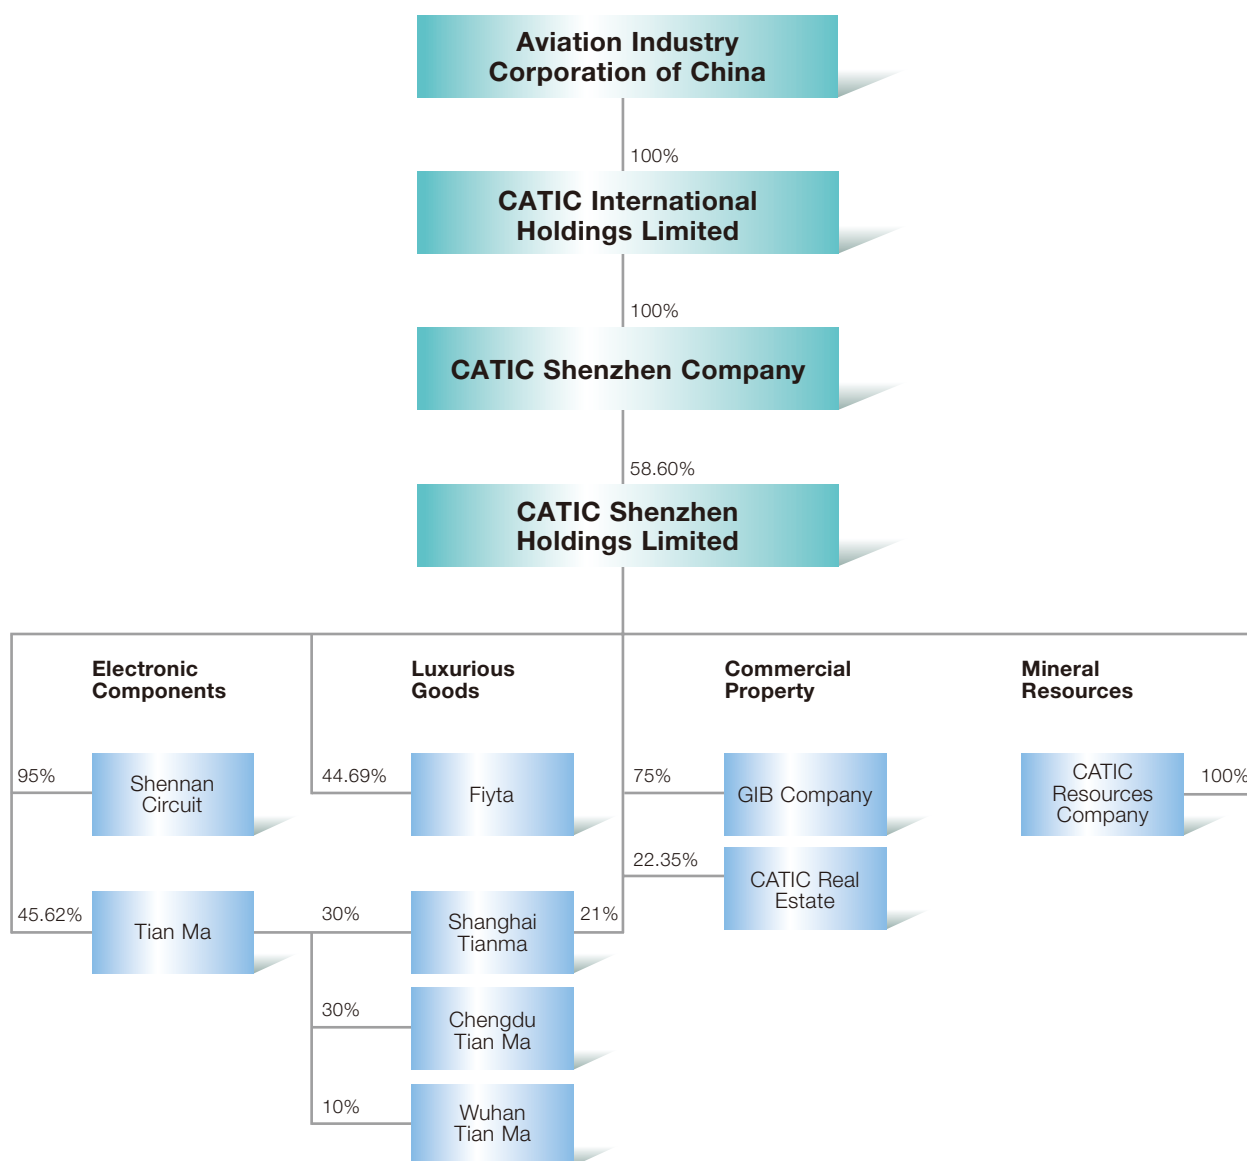 Aviation Industry
Corporation of China
100%
CATIC International
Holdings Limited
100%
CATIC Shenzhen Company
58.60%
CATIC Shenzhen
Holdings Limited
Electronic
Components
Luxurious
Goods
Commercial
Property
Mineral
Resources
95%
Shennan
Circuit
44.69%
Fiyta
75%
GIB Company
CATIC
Resources
Company
100%
22.35%
CATIC Real
Estate
45.62%
Tian Ma
30%
Shanghai
Tianma
21%
30%
Chengdu
Tian Ma
10%
Wuhan
Tian Ma